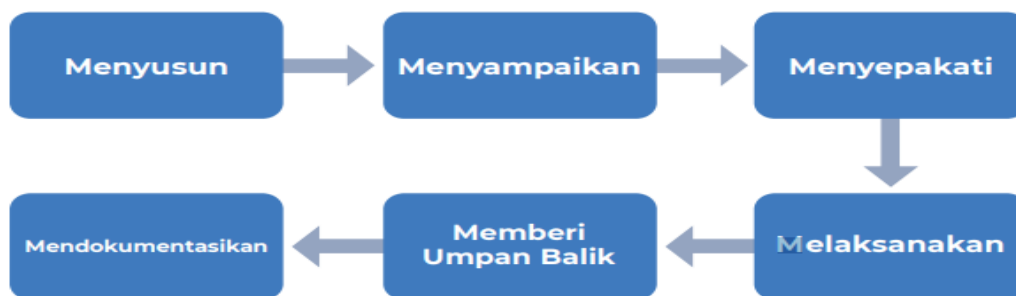 Menyusun
Menyampaikan
Menyepakati
Melaksanakan
Memberi
Umpan Balik
Mendokumentasikan